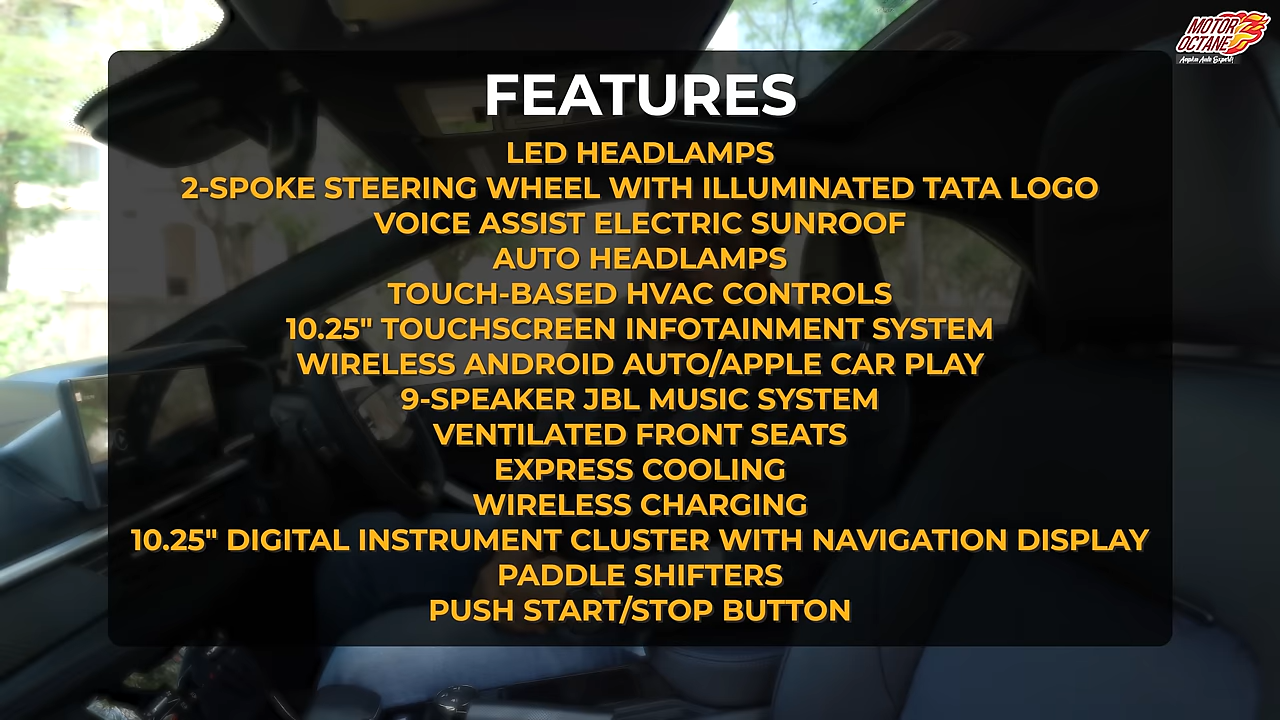 MOTOR
OCTANE
FEATURES
LED HEADLAMPS
2-SPOKE STEERING WHEEL WITH ILLUMINATED TATA LOGO
VOICE ASSIST ELECTRIC SUNROOF
AUTO HEADLAMPS
TOUCH-BASED HVAC CONTROLS
10.25" TOUCHSCREEN INFOTAINMENT SYSTEM
WIRELESS ANDROID AUTO/APPLE CAR PLAY
9-SPEAKER JBL MUSIC SYSTEM
VENTILATED FRONT SEATS
EXPRESS COOLING
WIRELESS CHARGING
10.25" DIGITAL INSTRUMENT CLUSTER WITH NAVIGATION DISPLAY
PADDLE SHIFTERS
PUSH START/STOP BUTTON